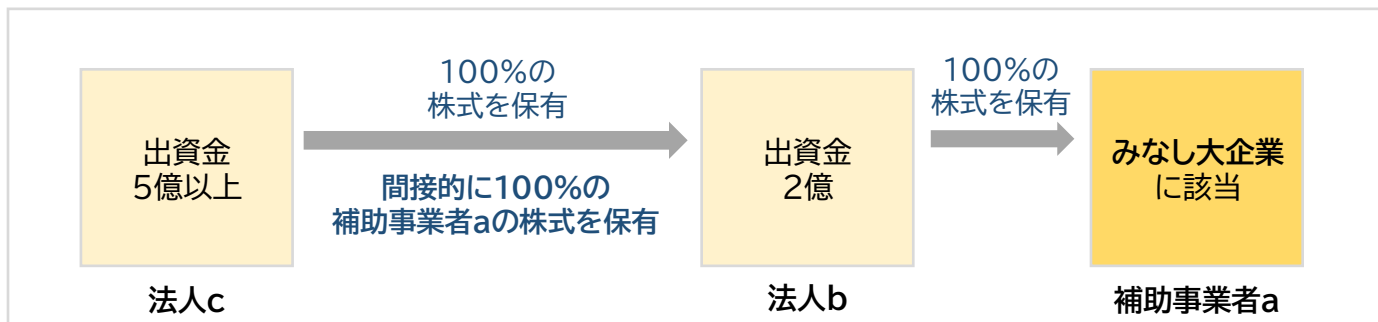 100%の
株式を保有
100%の
株式を保有
出資金
5億以上
間接的に100%の
補助事業者aの株式を保有
出資金
2億
みなし大企業
に該当
法人c
法人b
補助事業者a